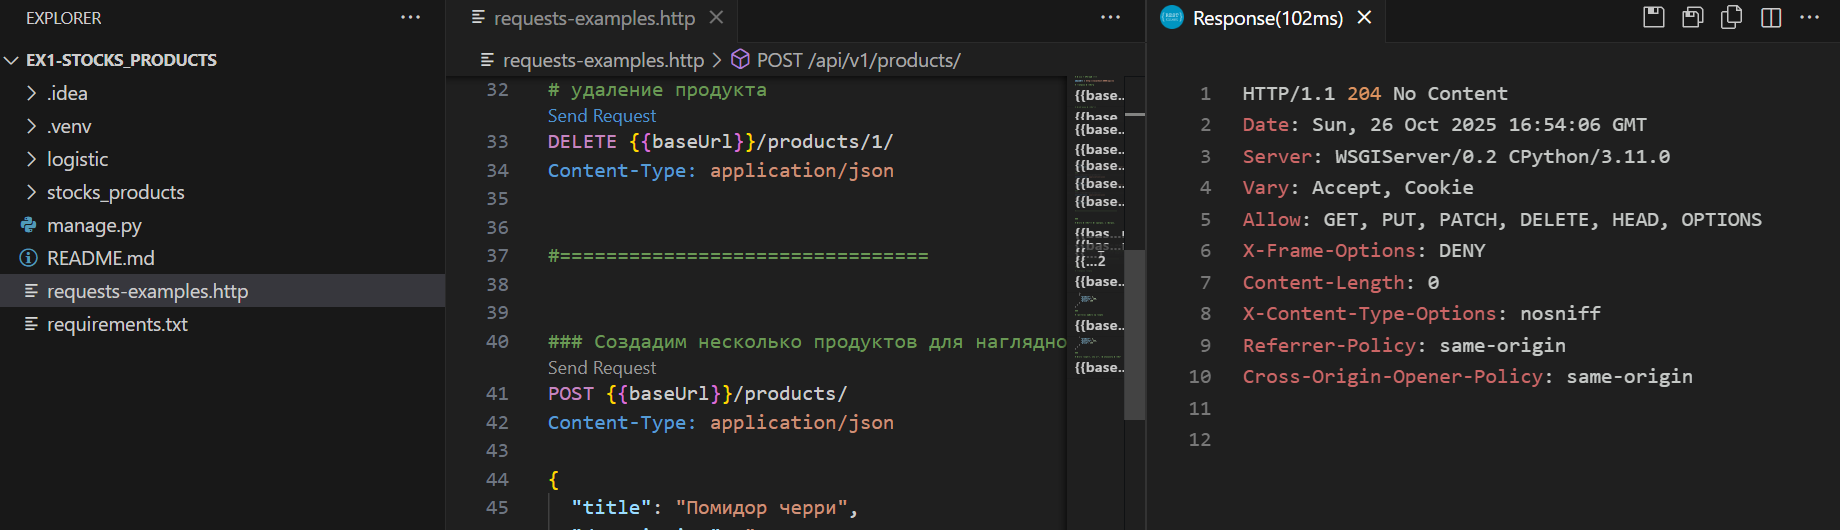 EXPLORER
EX1-STOCKS_PRODUCTS
.idea
.venv
logistic
stocks_products
manage.py
README.md
requests-examples.http
requirements.txt
requests-examples.http
requests-examples.http > POST /api/v1/products/
32 # удаление продукта
Send Request
33 DELETE {{baseUrl}}/products/1/
34 Content-Type: application/json
35
36
37 #================================
38
39
40 ### Создадим несколько продуктов для наглядно
Send Request
41 POST {{baseUrl}}/products/
42 Content-Type: application/json
43
44 {
45 "title": "Помидор черри",
{{base...
{{base...
{{base...
{{base...
{{base...
{{base...
{{base...
{{bas...
{{bas...
{{...2
{{base...
{{base...
{{base...
Response(102ms)
1 HTTP/1.1 204 No Content
2 Date: Sun, 26 Oct 2025 16:54:06 GMT
3 Server: WSGIServer/0.2 CPython/3.11.0
4 Vary: Accept, Cookie
5 Allow: GET, PUT, PATCH, DELETE, HEAD, OPTIONS
6 X-Frame-Options: DENY
7 Content-Length: 0
8 X-Content-Type-Options: nosniff
9 Referrer-Policy: same-origin
10 Cross-Origin-Opener-Policy: same-origin
11
12